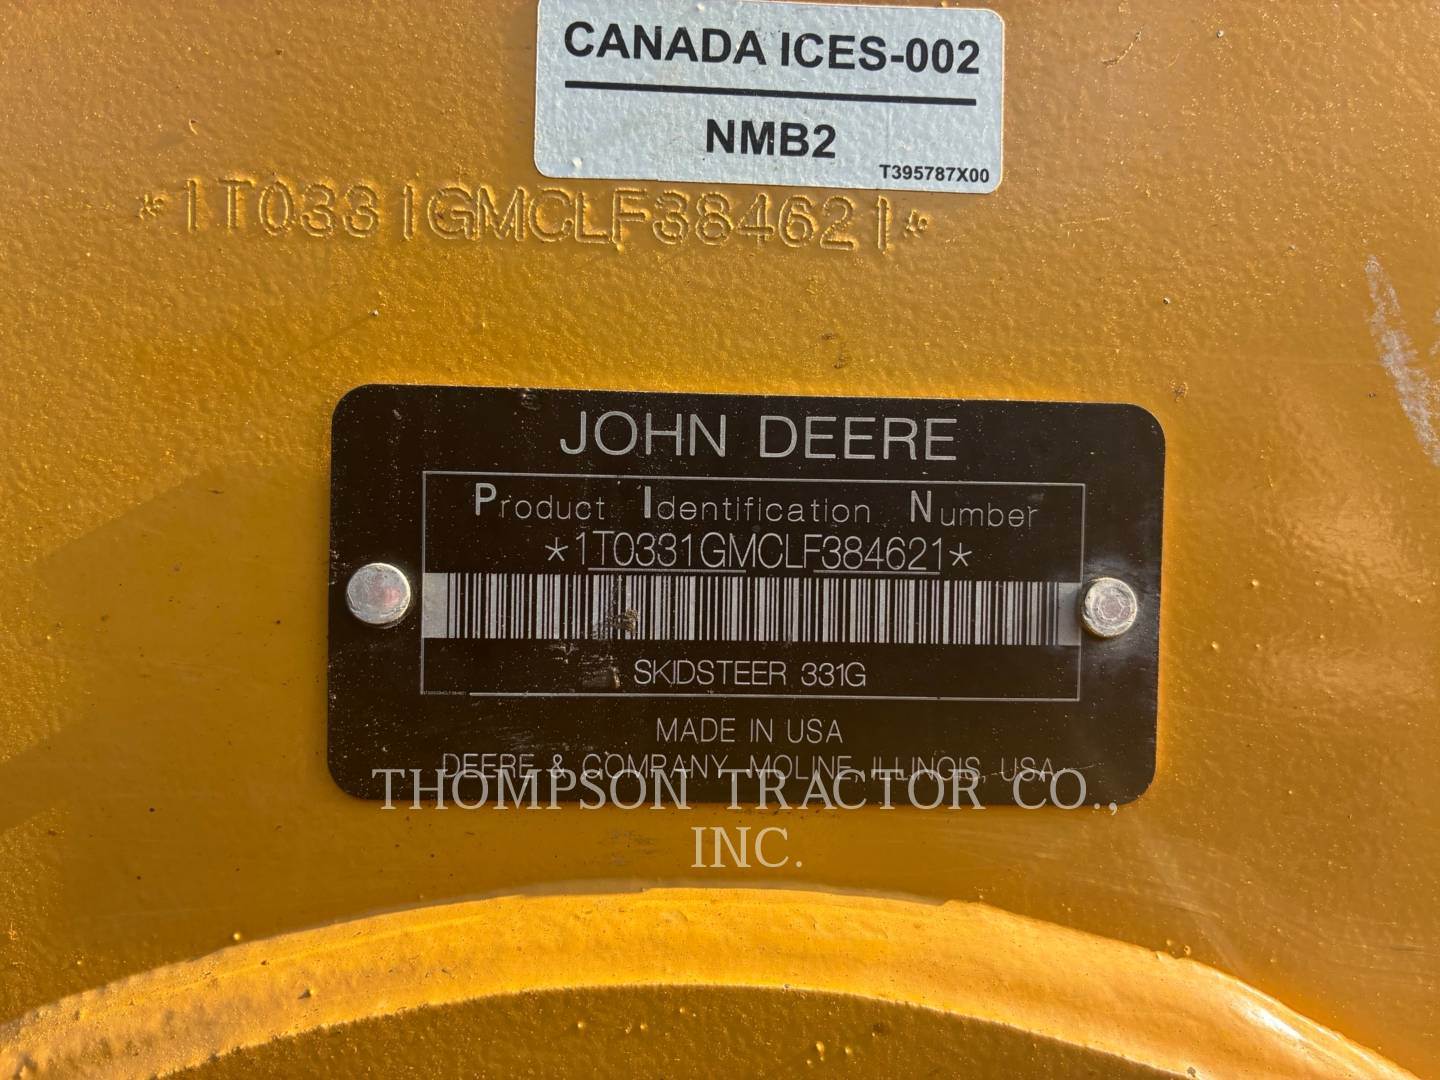 CANADA ICES-002
NMB2
T395787X00
*1T0331GMCLF384621*
JOHN DEERE
Product Identification Number
*1T0331GMCLF384621*
SKIDSTEER 331G
MADE IN USA
DEERE & COMPANY, MOLINE, ILLINOIS, USA
THOMPSON TRACTOR CO.,
INC.